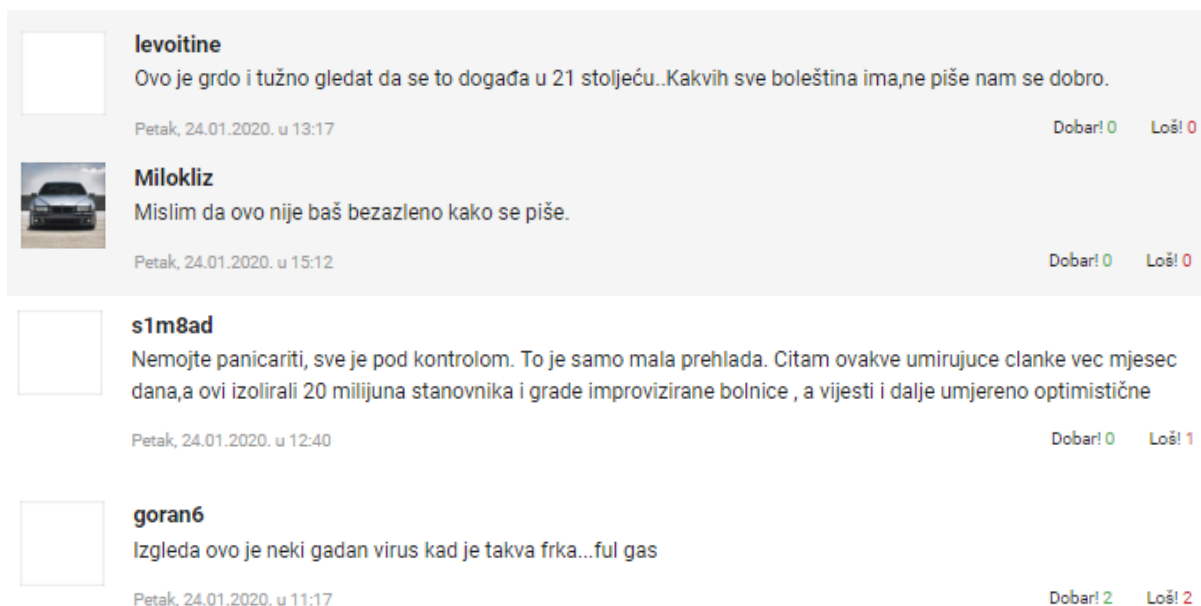 levoitine
Ovo je grdo i tužno gledat da se to događa u 21 stoljeću..Kakvih sve boleština ima,ne piše nam se dobro.
Petak, 24.01.2020. u 13:17 Dobar! 0 Loš! 0
Milokliz
Mislim da ovo nije baš bezazleno kako se piše.
Petak, 24.01.2020. u 15:12 Dobar! 0 Loš! 0
s1m8ad
Nemojte panicariti, sve je pod kontrolom. To je samo mala prehlada. Citam ovakve umirujuce clanke vec mjesec
dana,a ovi izolirali 20 milijuna stanovnika i grade improvizirane bolnice , a vijesti i dalje umjereno optimistične
Petak, 24.01.2020. u 12:40 Dobar! 0 Loš! 1
goran6
Izgleda ovo je neki gadan virus kad je takva frka...ful gas
Petak, 24.01.2020. u 11:17 Dobar! 2 Loš! 2